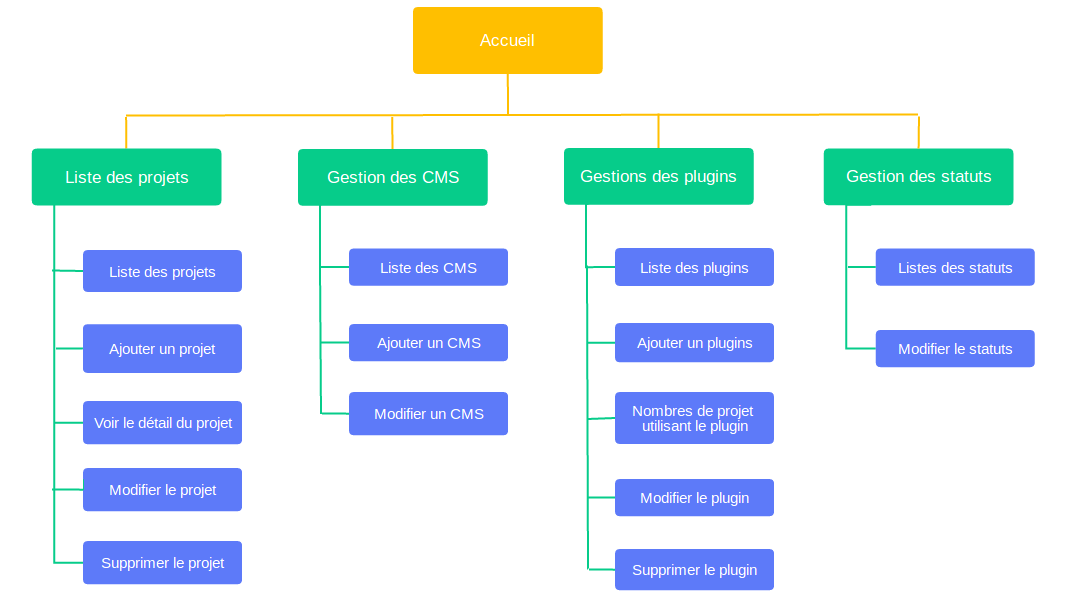 Accueil
Liste des projets
Gestion des CMS
Gestions des plugins
Gestion des statuts
Liste des projets
Ajouter un projet
Voir le détail du projet
Modifier le projet
Supprimer le projet
Liste des CMS
Ajouter un CMS
Modifier un CMS
Liste des plugins
Ajouter un plugins
Nombres de projet
utilisant le plugin
Modifier le plugin
Supprimer le plugin
Listes des statuts
Modifier le statuts